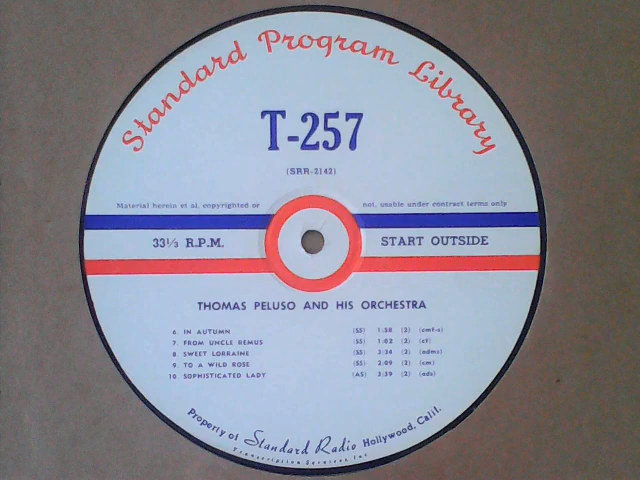 Standard Program Library
T-257
(SRR-2142)
Material herein et al, copyrighted or not, usable under contract terms only
33⅓ R.P.M. START OUTSIDE
THOMAS PELUSO AND HIS ORCHESTRA
6. IN AUTUMN (SS) 1:38 (2) (cmf-s)
7. FROM UNCLE REMUS (SS) 1:02 (2) (cf)
8. SWEET LORRAINE (SS) 3:34 (2) (adms)
9. TO A WILD ROSE (SS) 2:09 (2) (cm)
10. SOPHISTICATED LADY (AS) 3:39 (2) (ads)
Property of Standard Radio Hollywood, Calif.
Transcription Services Inc